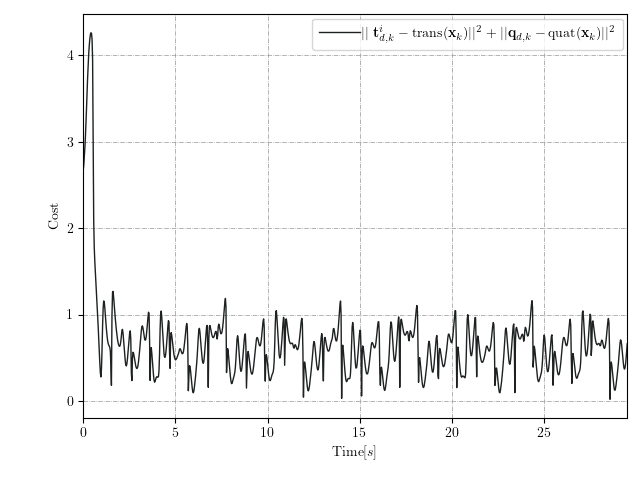 || t^i_{d,k} − trans(x_k)||^2 + ||q_{d,k} − quat(x_k)||^2
4
3
2
1
0
Cost
0 5 10 15 20 25
Time[s]